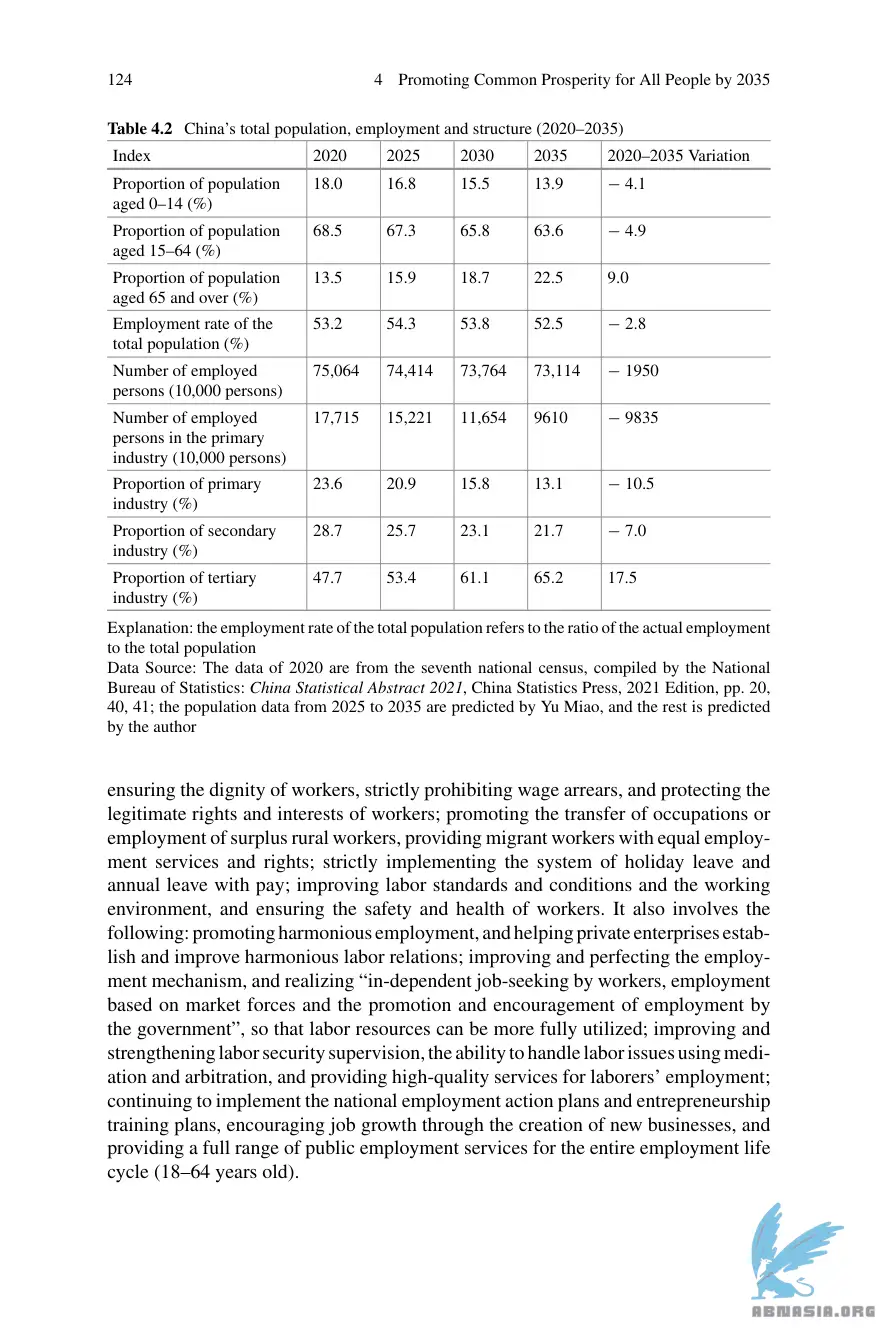 124 4 Promoting Common Prosperity for All People by 2035
Table 4.2 China's total population, employment and structure (2020–2035)
Index 2020 2025 2030 2035 2020–2035 Variation
Proportion of population 18.0 16.8 15.5 13.9 − 4.1
aged 0–14 (%)
Proportion of population 68.5 67.3 65.8 63.6 − 4.9
aged 15–64 (%)
Proportion of population 13.5 15.9 18.7 22.5 9.0
aged 65 and over (%)
Employment rate of the 53.2 54.3 53.8 52.5 − 2.8
total population (%)
Number of employed 75,064 74,414 73,764 73,114 − 1950
persons (10,000 persons)
Number of employed 17,715 15,221 11,654 9610 − 9835
persons in the primary
industry (10,000 persons)
Proportion of primary 23.6 20.9 15.8 13.1 − 10.5
industry (%)
Proportion of secondary 28.7 25.7 23.1 21.7 − 7.0
industry (%)
Proportion of tertiary 47.7 53.4 61.1 65.2 17.5
industry (%)
Explanation: the employment rate of the total population refers to the ratio of the actual employment
to the total population
Data Source: The data of 2020 are from the seventh national census, compiled by the National
Bureau of Statistics: China Statistical Abstract 2021, China Statistics Press, 2021 Edition, pp. 20,
40, 41; the population data from 2025 to 2035 are predicted by Yu Miao, and the rest is predicted
by the author
ensuring the dignity of workers, strictly prohibiting wage arrears, and protecting the
legitimate rights and interests of workers; promoting the transfer of occupations or
employment of surplus rural workers, providing migrant workers with equal employ-
ment services and rights; strictly implementing the system of holiday leave and
annual leave with pay; improving labor standards and conditions and the working
environment, and ensuring the safety and health of workers. It also involves the
following: promoting harmonious employment, and helping private enterprises estab-
lish and improve harmonious labor relations; improving and perfecting the employ-
ment mechanism, and realizing “in-dependent job-seeking by workers, employment
based on market forces and the promotion and encouragement of employment by
the government”, so that labor resources can be more fully utilized; improving and
strengthening labor security supervision, the ability to handle labor issues using medi-
ation and arbitration, and providing high-quality services for laborers’ employment;
continuing to implement the national employment action plans and entrepreneurship
training plans, encouraging job growth through the creation of new businesses, and
providing a full range of public employment services for the entire employment life
cycle (18–64 years old).
ABNASIA.ORG